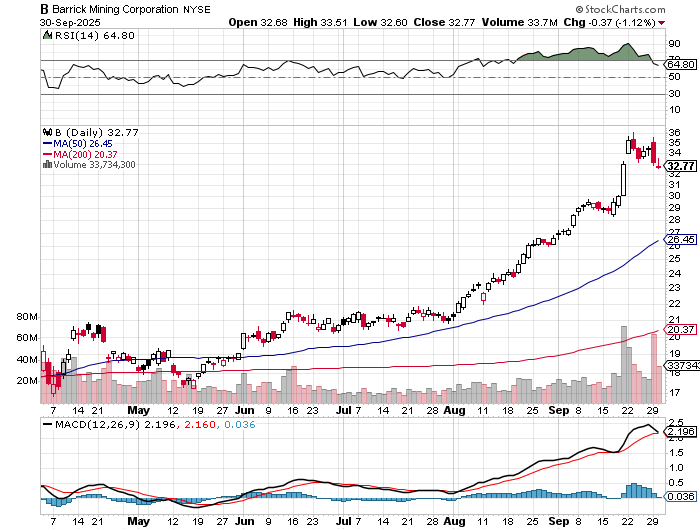 B Barrick Mining Corporation NYSE © StockCharts.com
30-Sep-2025 Open 32.68 High 33.51 Low 32.60 Close 32.77 Volume 33.7M Chg -0.37 (-1.12%)
RSI(14) 64.80
90
70
64.80
50
30
10
B (Daily) 32.77
MA(50) 26.45
MA(200) 20.37
Volume 33,734,300
36
35
34
33
32.77
32
31
30
29
28
27
26.45
26
25
24
23
22
21
20.37
20
19
18
17
80M
60M
40M
20M
337343
7 14 21 May 12 19 27 Jun 9 16 23 Jul 7 14 21 28 Aug 11 18 25 Sep 8 15 22 29
MACD(12,26,9) 2.196, 2.160, 0.036
2.5
2.196
2.0
1.5
1.0
0.5
0.036
0.0
7 14 21 May 12 19 27 Jun 9 16 23 Jul 7 14 21 28 Aug 11 18 25 Sep 8 15 22 29